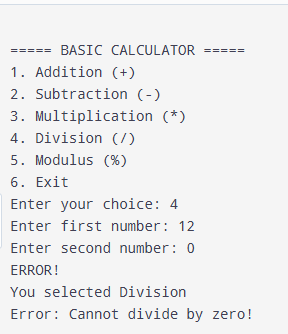 ===== BASIC CALCULATOR =====
1. Addition (+)
2. Subtraction (-)
3. Multiplication (*)
4. Division (/)
5. Modulus (%)
6. Exit
Enter your choice: 4
Enter first number: 12
Enter second number: 0
ERROR!
You selected Division
Error: Cannot divide by zero!